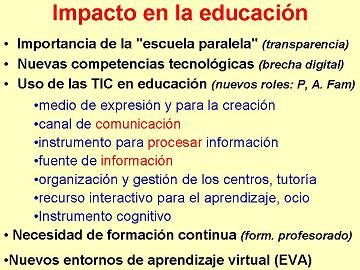 Impacto en la educación
• Importancia de la "escuela paralela" (transparencia)
• Nuevas competencias tecnológicas (brecha digital)
• Uso de las TIC en educación (nuevos roles: P, A. Fam)
•medio de expresión y para la creación
•canal de comunicación
•instrumento para procesar información
•fuente de información
•organización y gestión de los centros, tutoría
•recurso interactivo para el aprendizaje, ocio
•Instrumento cognitivo
• Necesidad de formación continua (form. profesorado)
•Nuevos entornos de aprendizaje virtual (EVA)